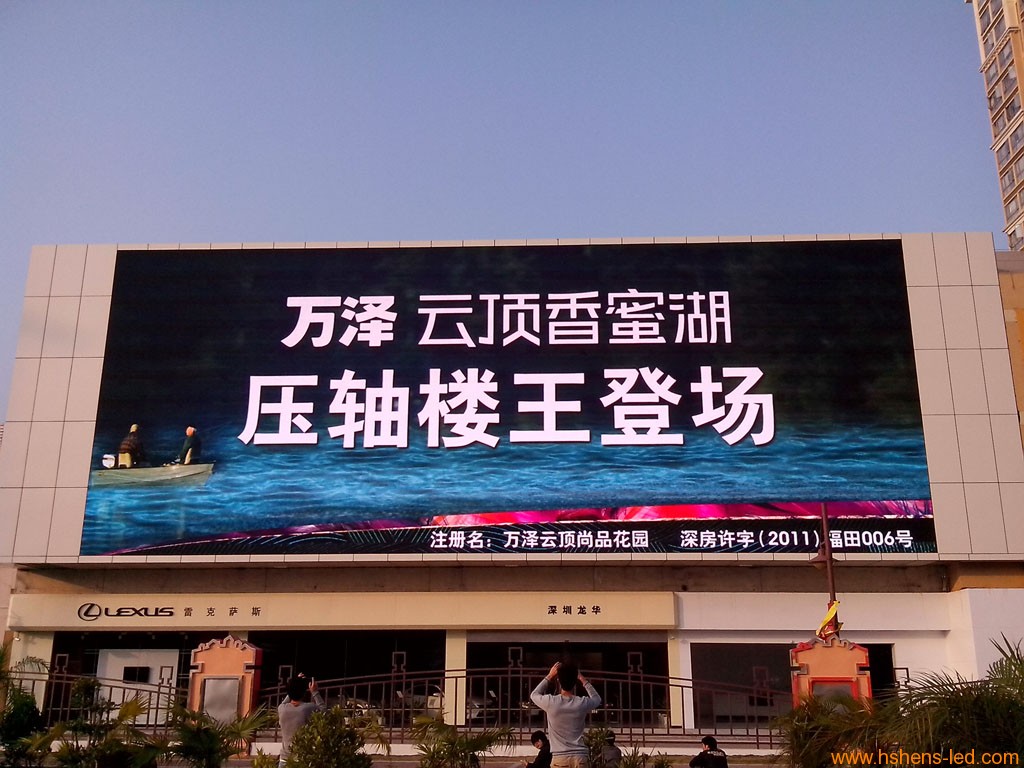 万泽 云顶香蜜湖
压轴楼王登场
注册名：万泽云顶尚品花园 深房许字（2011）福田006号
LEXUS 雷克萨斯 深圳龙华
www.hshens-led.com